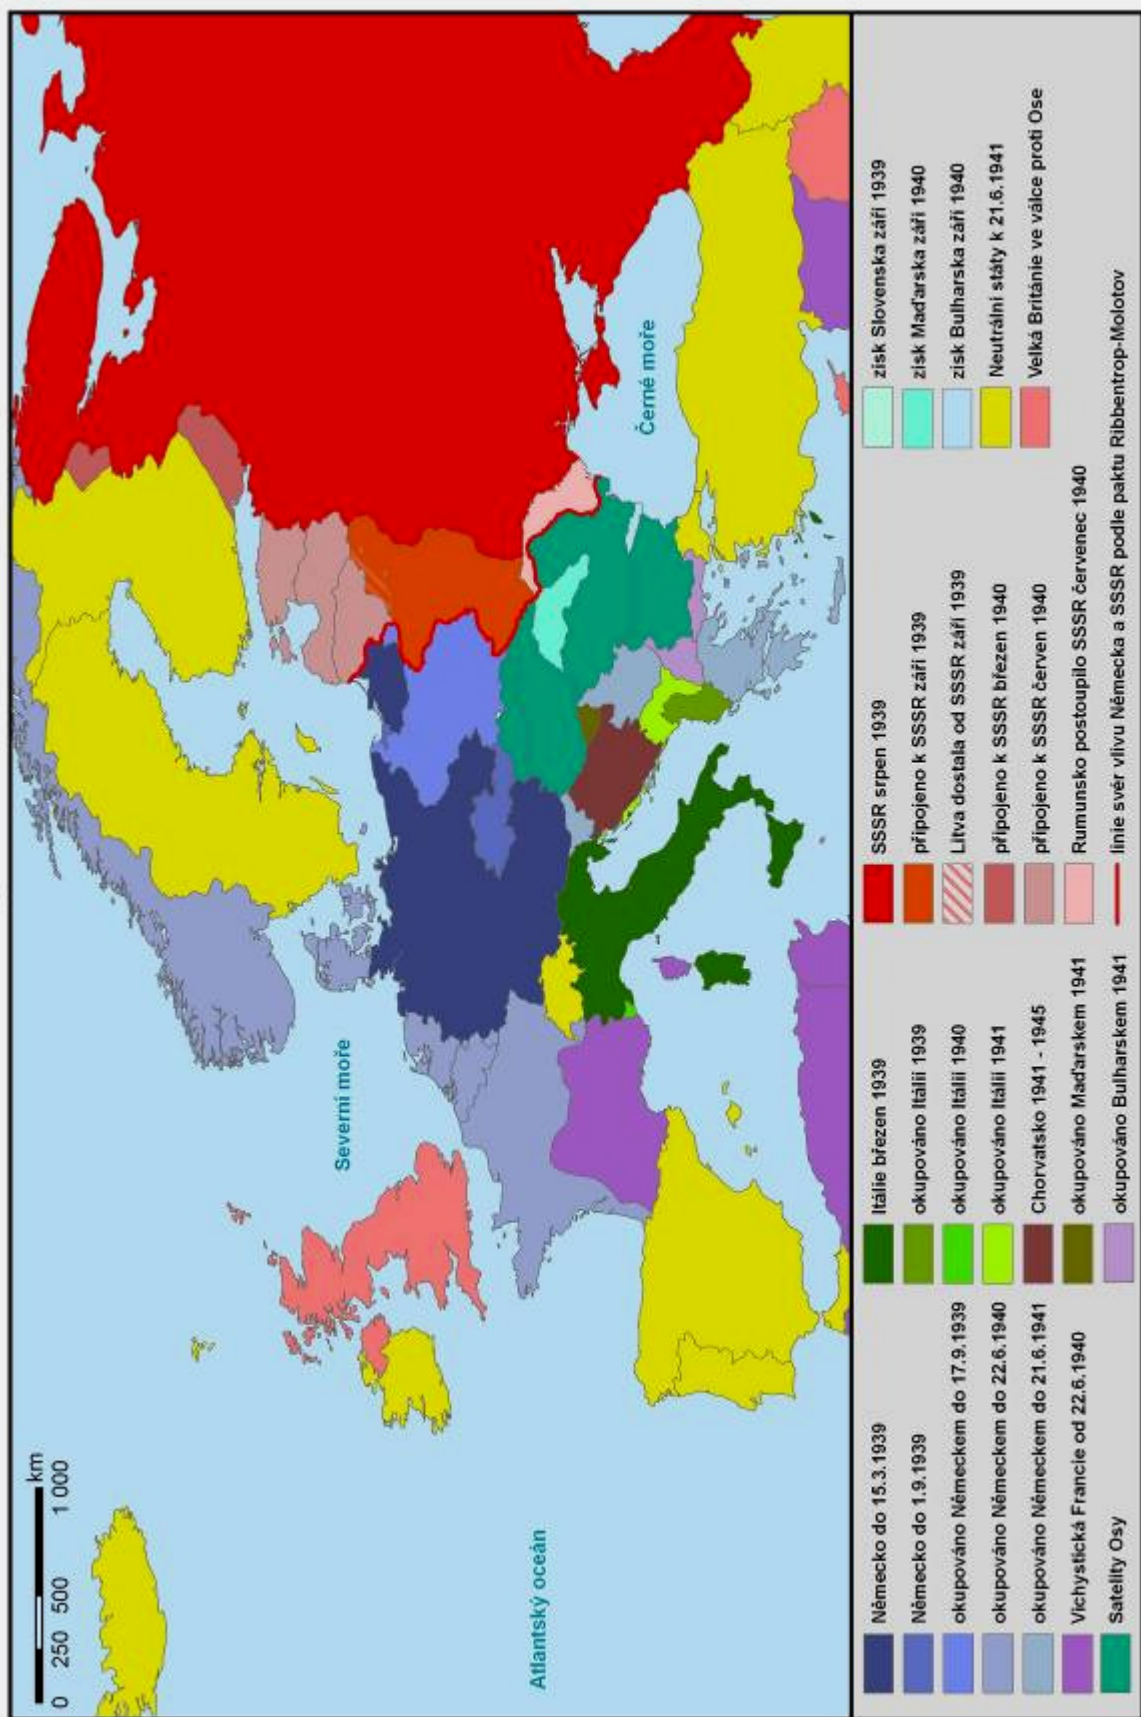 0 250 500 1 000 km
Severní moře
Černé moře
Atlantský oceán
Německo do 15.3.1939
Německo do 1.9.1939
okupováno Německem do 17.9.1939
okupováno Německem do 22.6.1940
okupováno Německem do 21.6.1941
Vichystická Francie od 22.6.1940
Satelity Osy
Itálie březen 1939
okupováno Itálií 1939
okupováno Itálií 1940
okupováno Itálií 1941
Chorvatsko 1941 - 1945
okupováno Maďarskem 1941
okupováno Bulharskem 1941
SSSR srpen 1939
připojeno k SSSR září 1939
Litva dostala od SSSR září 1939
připojeno k SSSR březen 1940
připojeno k SSSR červen 1940
Rumunsko postoupilo SSSR červenec 1940
linie svér vlivu Německa a SSSR podle paktu Ribbentrop-Molotov
zisk Slovenska září 1939
zisk Maďarska září 1940
zisk Bulharska září 1940
Neutrální státy k 21.6.1941
Velká Británie ve válce proti Ose